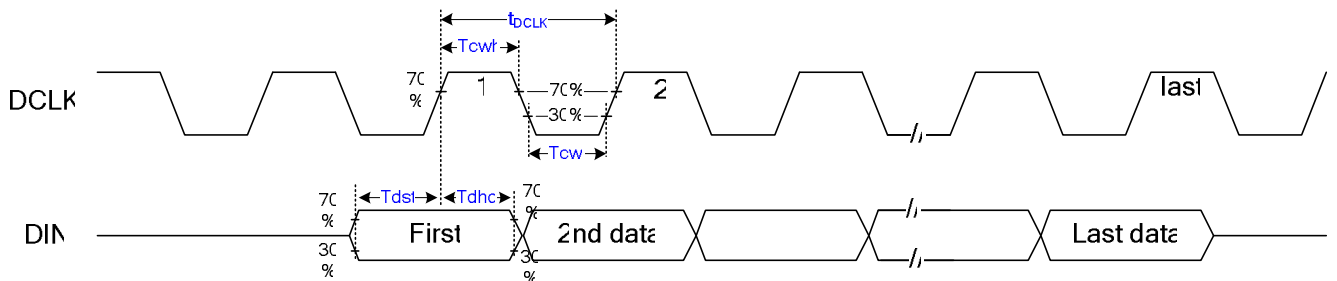 tDCLK
Tcwh
DCLK
70
%
1
70%
30%
2
last
Tcw
DIN
70
%
30
%
Tdst
Tdhd
70
%
30
%
First
2nd data
Last data